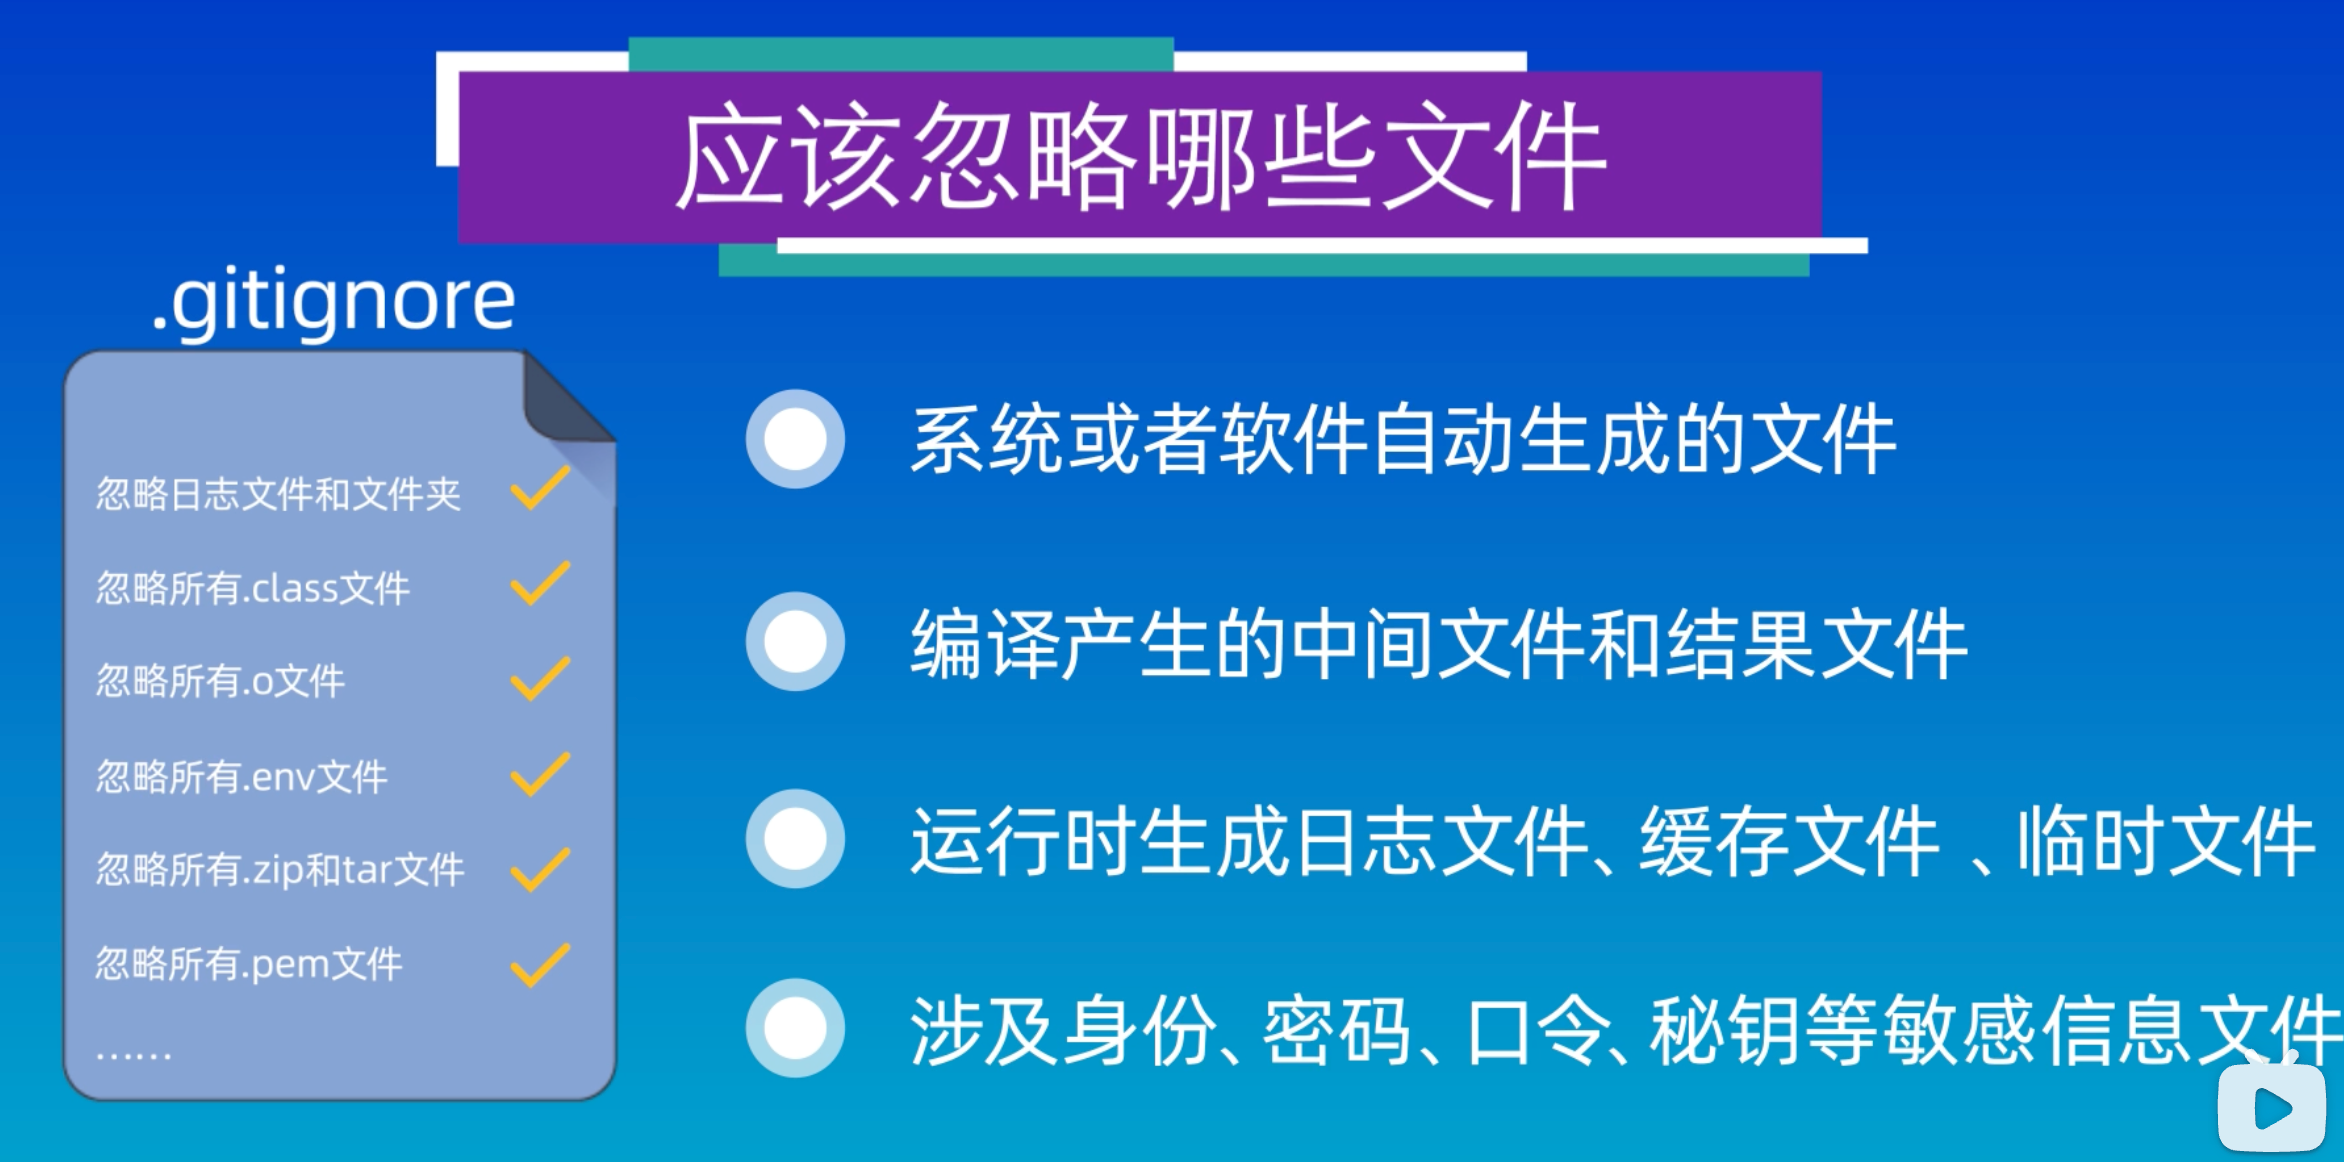 应该忽略哪些文件
.gitignore
忽略日志文件和文件夹
忽略所有.class文件
忽略所有.o文件
忽略所有.env文件
忽略所有.zip和tar文件
忽略所有.pem文件
……
系统或者软件自动生成的文件
编译产生的中间文件和结果文件
运行时生成日志文件、缓存文件 、临时文件
涉及身份、密码、口令、秘钥等敏感信息文件